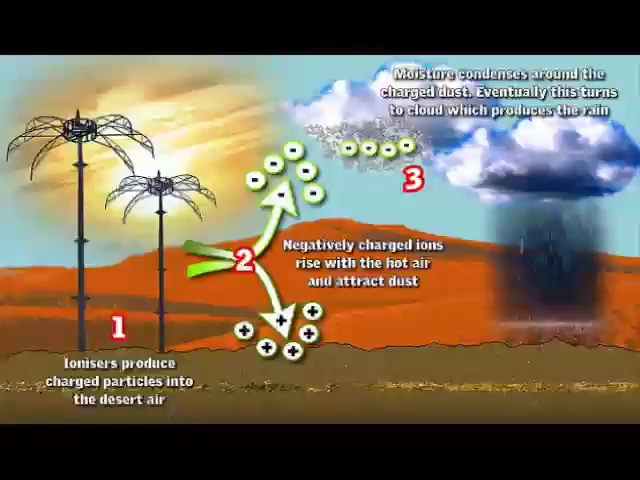 Moisture condenses around the
charged dust. Eventually this turns
to cloud which produces the rain
3
2
Negatively charged ions
rise with the hot air
and attract dust
1
Ionisers produce
charged particles into
the desert air